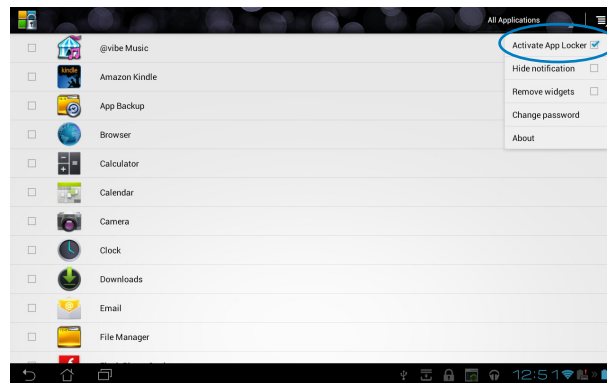 All Applications
Activate App Locker
Hide notification
Remove widgets
Change password
About
@vibe Music
kindle
Amazon Kindle
App Backup
Browser
Calculator
Calendar
Camera
Clock
Downloads
Email
File Manager
12:51